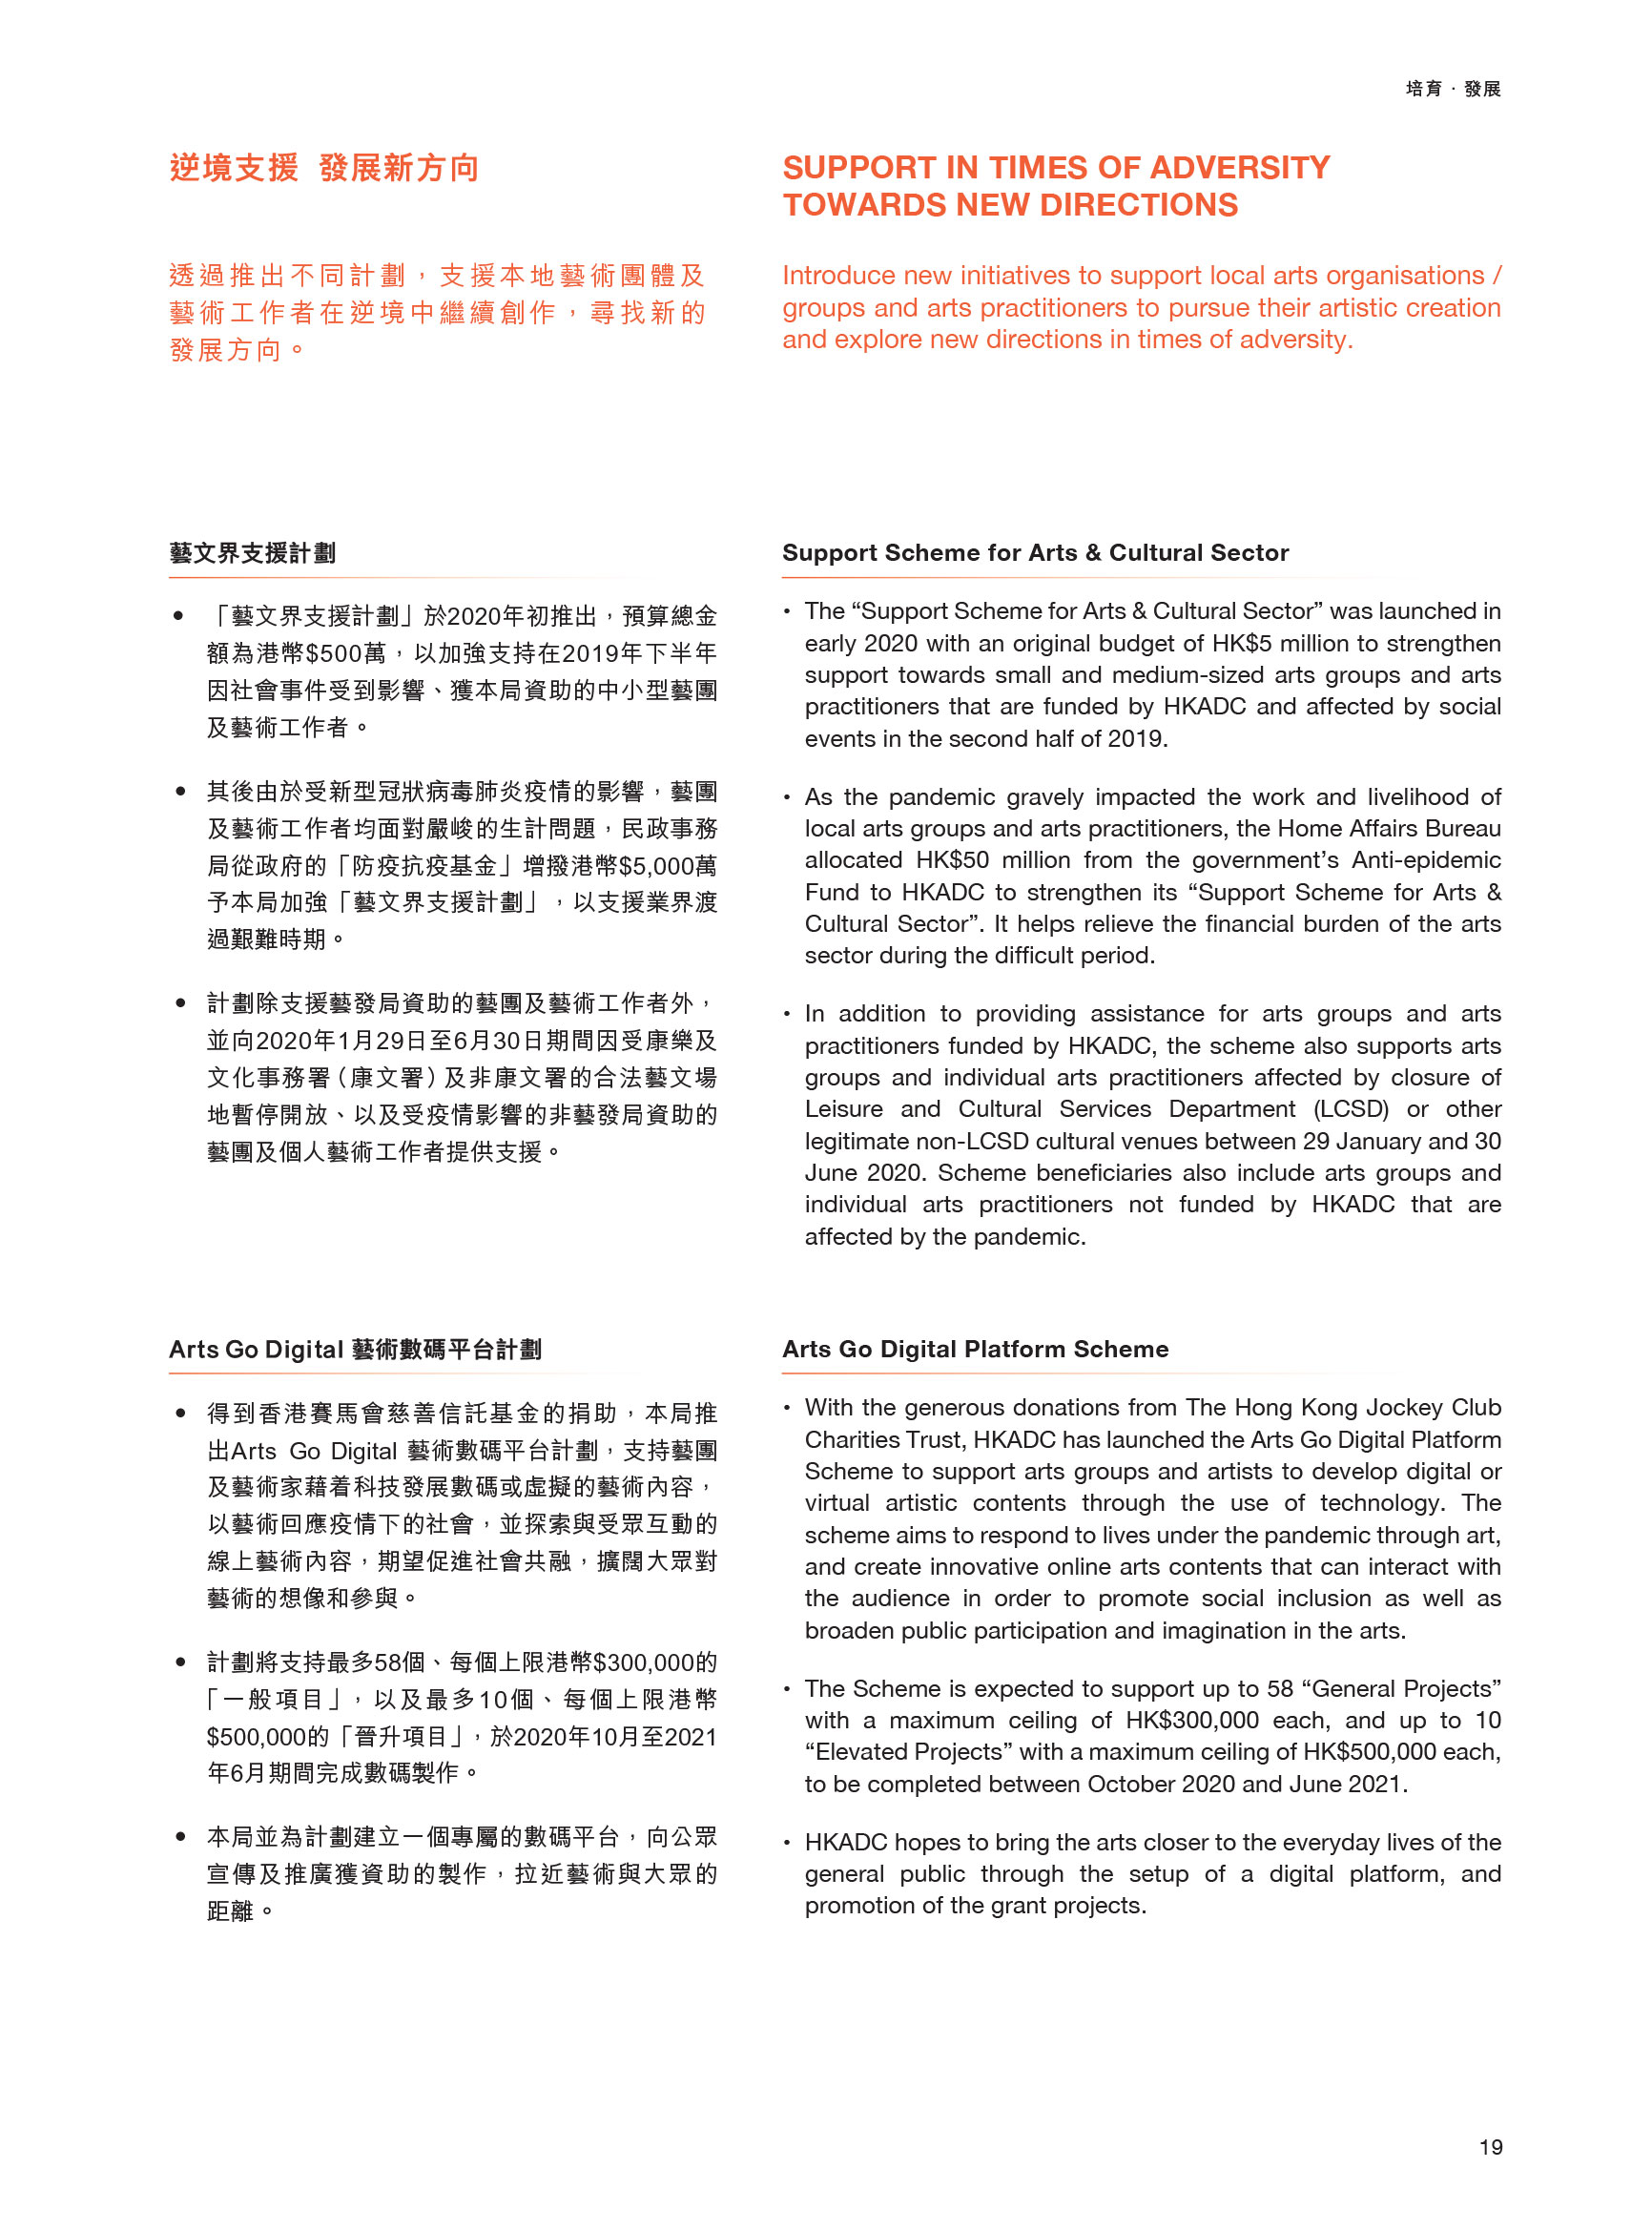 培育．發展
逆境支援 發展新方向
透過推出不同計劃，支援本地藝術團體及
藝術工作者在逆境中繼續創作，尋找新的
發展方向。
藝文界支援計劃
• 「藝文界支援計劃」於2020年初推出，預算總金
額為港幣$500萬，以加強支持在2019年下半年
因社會事件受到影響、獲本局資助的中小型藝團
及藝術工作者。
• 其後由於受新型冠狀病毒肺炎疫情的影響，藝團
及藝術工作者均面對嚴峻的生計問題，民政事務
局從政府的「防疫抗疫基金」增撥港幣$5,000萬
予本局加強「藝文界支援計劃」，以支援業界渡
過艱難時期。
• 計劃除支援藝發局資助的藝團及藝術工作者外，
並向2020年1月29日至6月30日期間因受康樂及
文化事務署（康文署）及非康文署的合法藝文場
地暫停開放、以及受疫情影響的非藝發局資助的
藝團及個人藝術工作者提供支援。
Arts Go Digital 藝術數碼平台計劃
• 得到香港賽馬會慈善信託基金的捐助，本局推
出Arts Go Digital 藝術數碼平台計劃，支持藝團
及藝術家藉着科技發展數碼或虛擬的藝術內容，
以藝術回應疫情下的社會，並探索與受眾互動的
線上藝術內容，期望促進社會共融，擴闊大眾對
藝術的想像和參與。
• 計劃將支持最多58個、每個上限港幣$300,000的
「一般項目」，以及最多10個、每個上限港幣
$500,000的「晉升項目」，於2020年10月至2021
年6月期間完成數碼製作。
• 本局並為計劃建立一個專屬的數碼平台，向公眾
宣傳及推廣獲資助的製作，拉近藝術與大眾的
距離。
SUPPORT IN TIMES OF ADVERSITY
TOWARDS NEW DIRECTIONS
Introduce new initiatives to support local arts organisations /
groups and arts practitioners to pursue their artistic creation
and explore new directions in times of adversity.
Support Scheme for Arts & Cultural Sector
• The “Support Scheme for Arts & Cultural Sector” was launched in
early 2020 with an original budget of HK$5 million to strengthen
support towards small and medium-sized arts groups and arts
practitioners that are funded by HKADC and affected by social
events in the second half of 2019.
• As the pandemic gravely impacted the work and livelihood of
local arts groups and arts practitioners, the Home Affairs Bureau
allocated HK$50 million from the government’s Anti-epidemic
Fund to HKADC to strengthen its “Support Scheme for Arts &
Cultural Sector”. It helps relieve the financial burden of the arts
sector during the difficult period.
• In addition to providing assistance for arts groups and arts
practitioners funded by HKADC, the scheme also supports arts
groups and individual arts practitioners affected by closure of
Leisure and Cultural Services Department (LCSD) or other
legitimate non-LCSD cultural venues between 29 January and 30
June 2020. Scheme beneficiaries also include arts groups and
individual arts practitioners not funded by HKADC that are
affected by the pandemic.
Arts Go Digital Platform Scheme
• With the generous donations from The Hong Kong Jockey Club
Charities Trust, HKADC has launched the Arts Go Digital Platform
Scheme to support arts groups and artists to develop digital or
virtual artistic contents through the use of technology. The
scheme aims to respond to lives under the pandemic through art,
and create innovative online arts contents that can interact with
the audience in order to promote social inclusion as well as
broaden public participation and imagination in the arts.
• The Scheme is expected to support up to 58 “General Projects”
with a maximum ceiling of HK$300,000 each, and up to 10
“Elevated Projects” with a maximum ceiling of HK$500,000 each,
to be completed between October 2020 and June 2021.
• HKADC hopes to bring the arts closer to the everyday lives of the
general public through the setup of a digital platform, and
promotion of the grant projects.
19